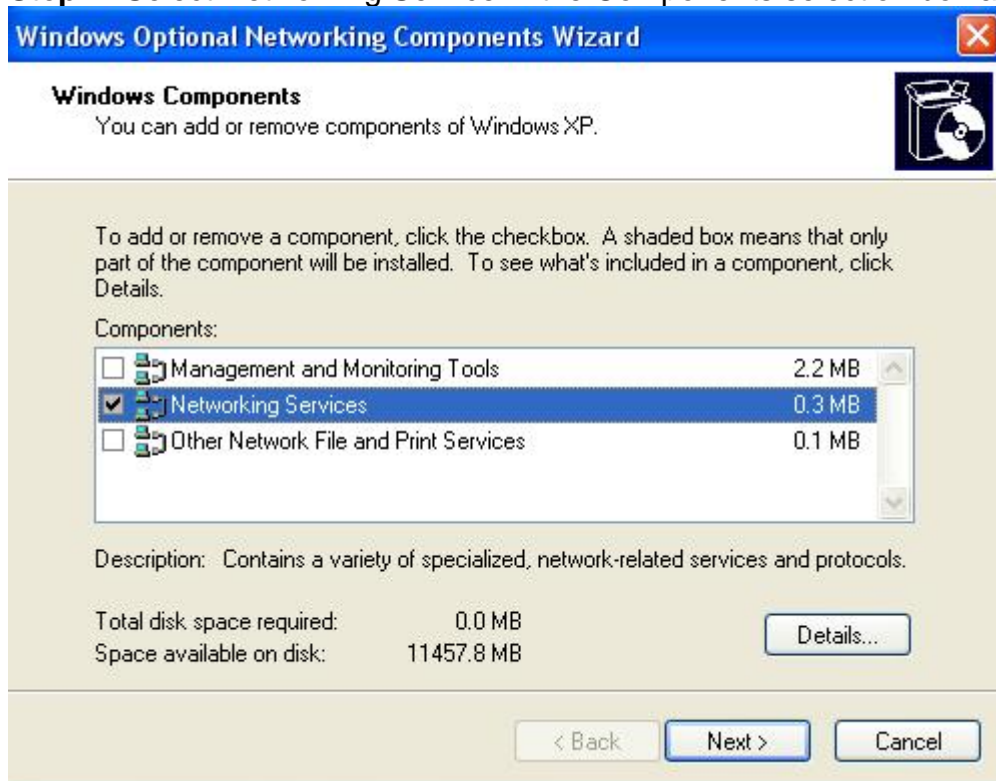 Windows Optional Networking Components Wizard
Windows Components
You can add or remove components of Windows XP.
To add or remove a component, click the checkbox. A shaded box means that only
part of the component will be installed. To see what's included in a component, click
Details.
Components:
Management and Monitoring Tools 2.2 MB
Networking Services 0.3 MB
Other Network File and Print Services 0.1 MB
Description: Contains a variety of specialized, network-related services and protocols.
Total disk space required: 0.0 MB
Space available on disk: 11457.8 MB
Details...
< Back Next > Cancel